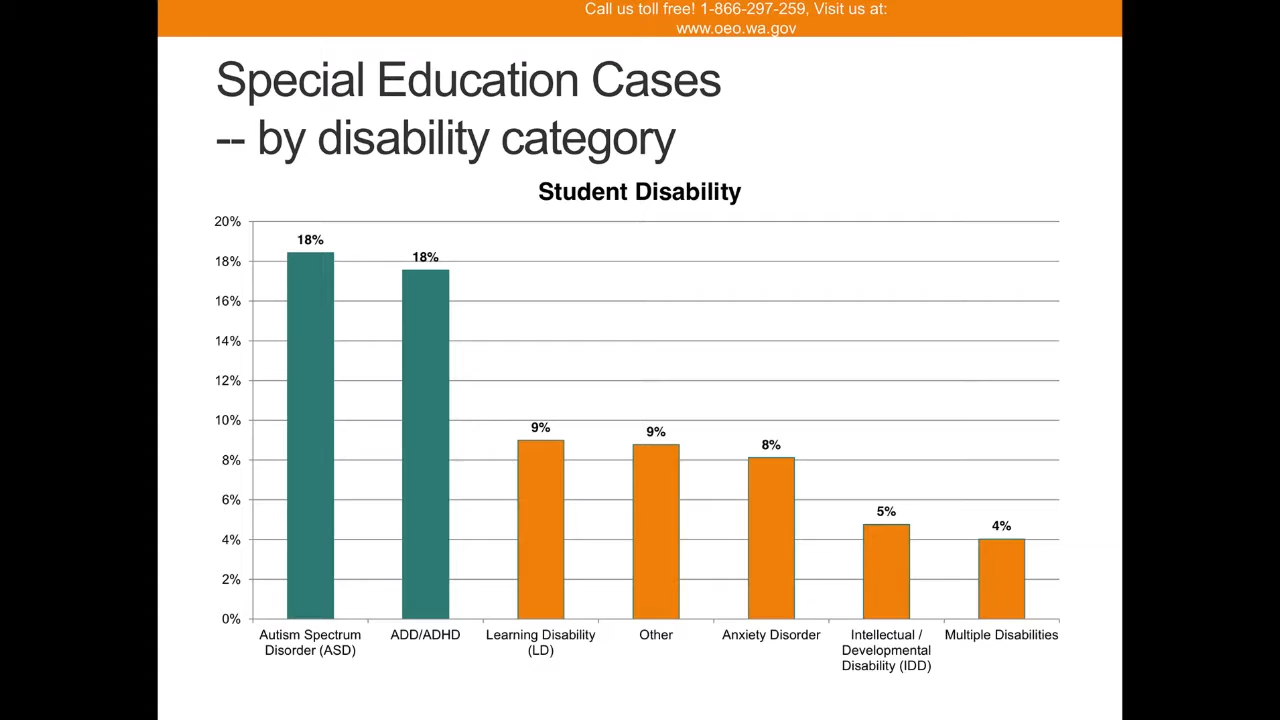 Call us toll free! 1-866-297-259, Visit us at:
www.oeo.wa.gov
Special Education Cases
-- by disability category
Student Disability
20%
18%
16%
14%
12%
10%
8%
6%
4%
2%
0%
18%
18%
9%
9%
8%
5%
4%
Autism Spectrum
Disorder (ASD)
ADD/ADHD
Learning Disability
(LD)
Other
Anxiety Disorder
Intellectual /
Developmental
Disability (IDD)
Multiple Disabilities